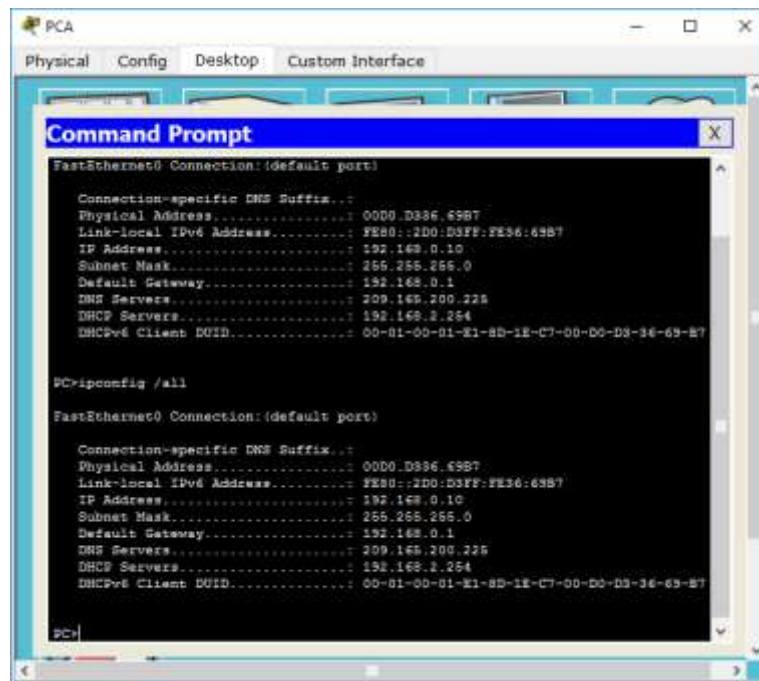 PCA
Physical Config Desktop Custom Interface
Command Prompt X
FastEthernet0 Connection:(default port)
Connection-specific DNS Suffix..:
Physical Address................: 00D0.D336.69B7
Link-local IPv6 Address.........: FE80::2D0:D3FF:FE36:69B7
IP Address......................: 192.168.0.10
Subnet Mask.....................: 255.255.255.0
Default Gateway.................: 192.168.0.1
DNS Servers.....................: 209.165.200.225
DHCP Servers....................: 192.168.2.254
DHCPv6 Client DUID..............: 00-01-00-01-E1-8D-1E-C7-00-D0-D3-36-69-B7
PC>ipconfig /all
FastEthernet0 Connection:(default port)
Connection-specific DNS Suffix..:
Physical Address................: 00D0.D336.69B7
Link-local IPv6 Address.........: FE80::2D0:D3FF:FE36:69B7
IP Address......................: 192.168.0.10
Subnet Mask.....................: 255.255.255.0
Default Gateway.................: 192.168.0.1
DNS Servers.....................: 209.165.200.225
DHCP Servers....................: 192.168.2.254
DHCPv6 Client DUID..............: 00-01-00-01-E1-8D-1E-C7-00-D0-D3-36-69-B7
PC>